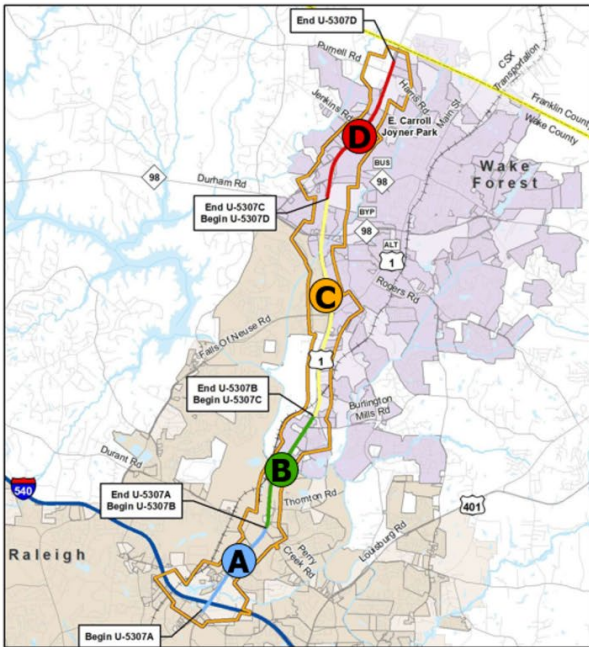 End U-5307D
Purnell Rd
CSX
Transportation
Harris Rd
Main St
Jenkins Rd
Franklin County
Wake County
E. Carroll
Joyner Park
D
BUS
98
Wake
Forest
98
Durham Rd
End U-5307C
Begin U-5307D
BYP
98
ALT
1
Rogers Rd
C
Falls Of Neuse Rd
1
End U-5307B
Begin U-5307C
Burlington
Mills Rd
Durant Rd
B
540
End U-5307A
Begin U-5307B
Thornton Rd
401
Louisburg Rd
Raleigh
A
Perry
Creek Rd
Begin U-5307A